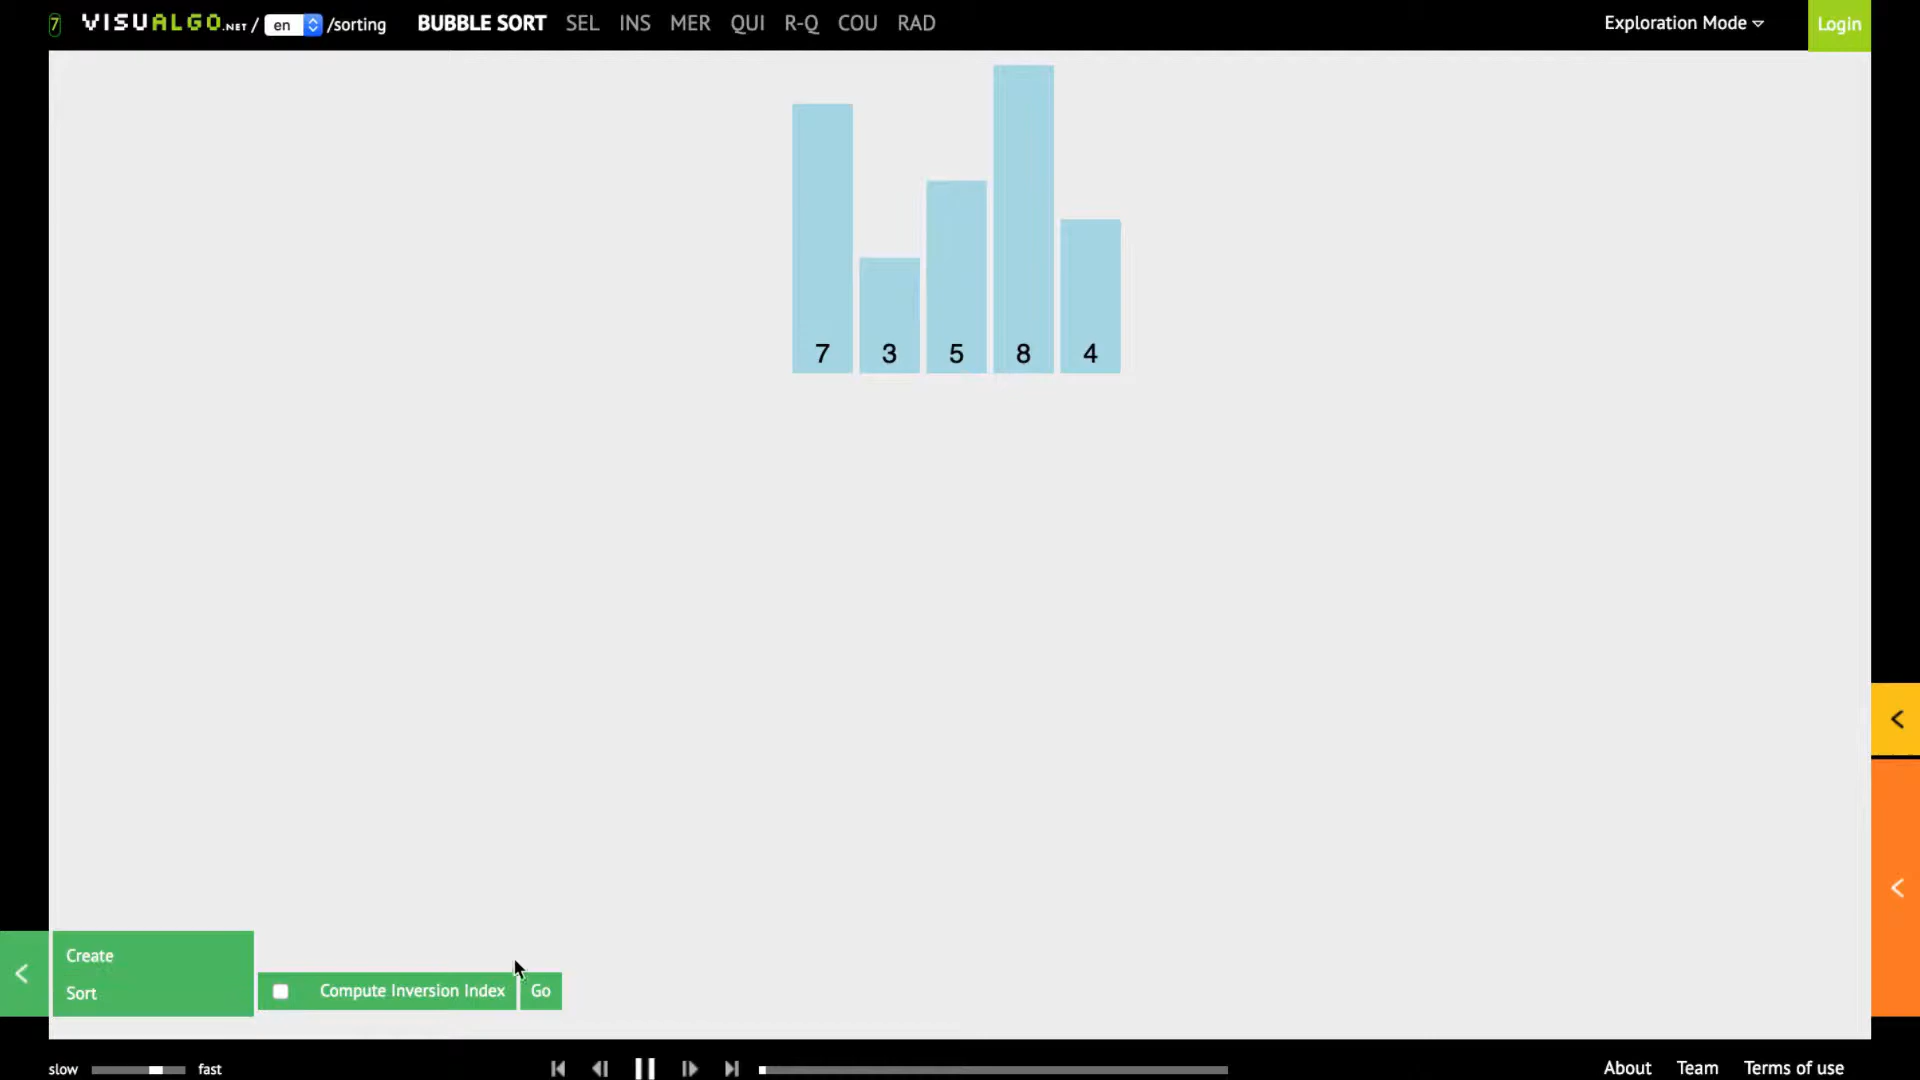 7 VISUALGO.NET / en /sorting BUBBLE SORT SEL INS MER QUI R-Q COU RAD Exploration Mode Login
7 3 5 8 4
Create
Sort
Compute Inversion Index Go
slow fast About Team Terms of use